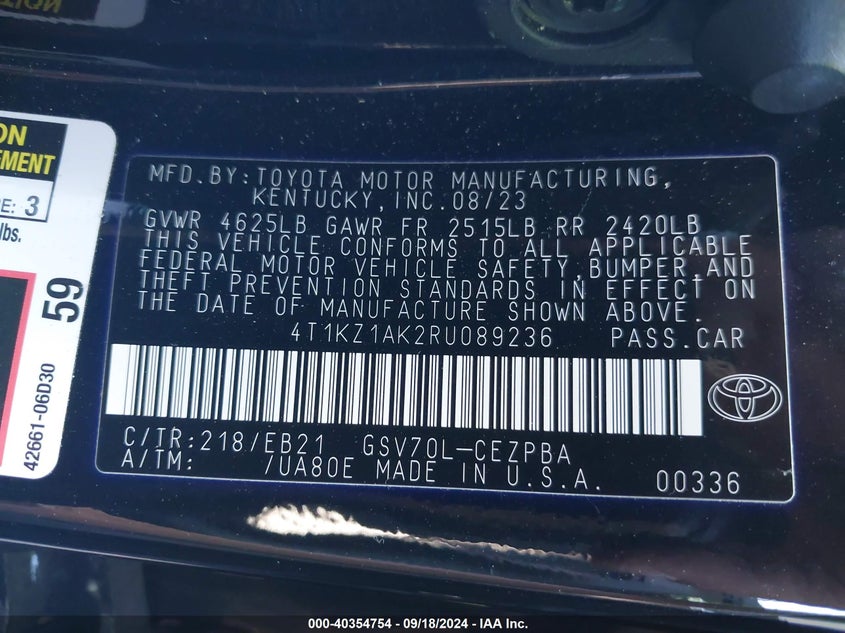 ON
EMENT
E: 3
lbs.
59
42661-06D30
MFD.BY:TOYOTA MOTOR MANUFACTURING,
KENTUCKY,INC.08/23
GVWR 4625LB GAWR FR 2515LB RR 2420LB
THIS VEHICLE CONFORMS TO ALL APPLICABLE
FEDERAL MOTOR VEHICLE SAFETY,BUMPER,AND
THEFT PREVENTION STANDARDS IN EFFECT ON
THE DATE OF MANUFACTURE SHOWN ABOVE.
4T1KZ1AK2RU089236 PASS.CAR
C/TR:218/EB21 GSV70L-CEZPBA
A/TM: /UA80E MADE IN U.S.A. 00336
000-40354754 - 09/18/2024 - IAA Inc.